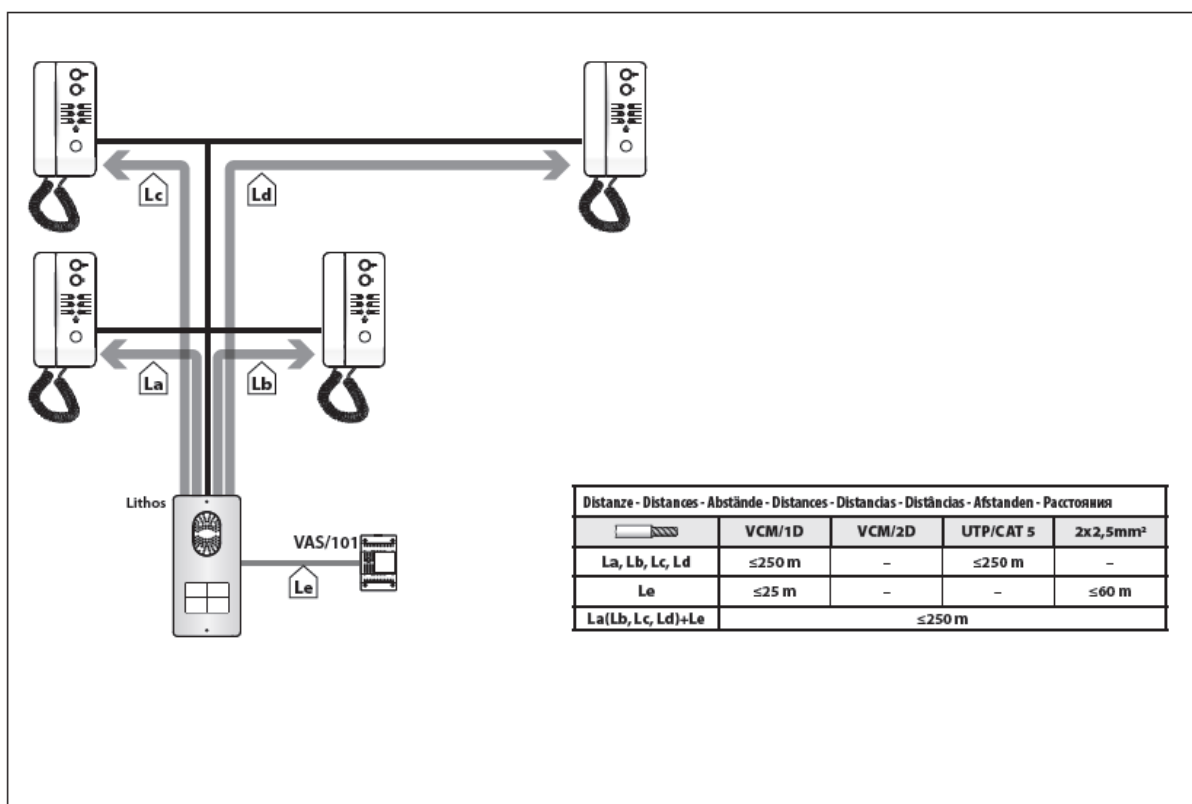 Lc
Ld
La
Lb
Lithos
VAS/101
Le
Distanze - Distances - Abstände - Distances - Distancias - Distâncias - Afstanden - Расстояния
VCM/1D VCM/2D UTP/CAT 5 2x2,5mm²
La, Lb, Lc, Ld ≤250 m – ≤250 m –
Le ≤25 m – – ≤60 m
La(Lb, Lc, Ld)+Le ≤250 m